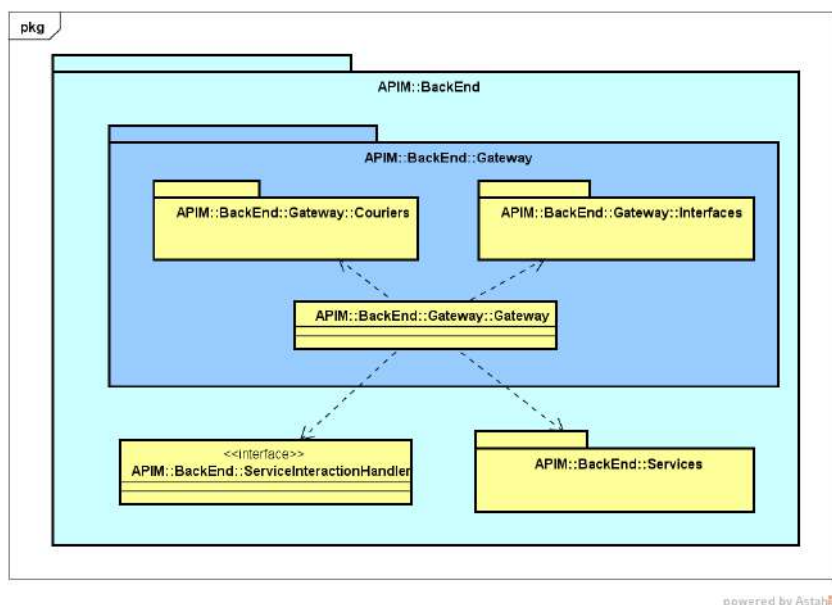 pkg
APIM::BackEnd
APIM::BackEnd::Gateway
APIM::BackEnd::Gateway::Couriers
APIM::BackEnd::Gateway::Interfaces
APIM::BackEnd::Gateway::Gateway
<<interface>>
APIM::BackEnd::ServiceInteractionHandler
APIM::BackEnd::Services
powered by Astah